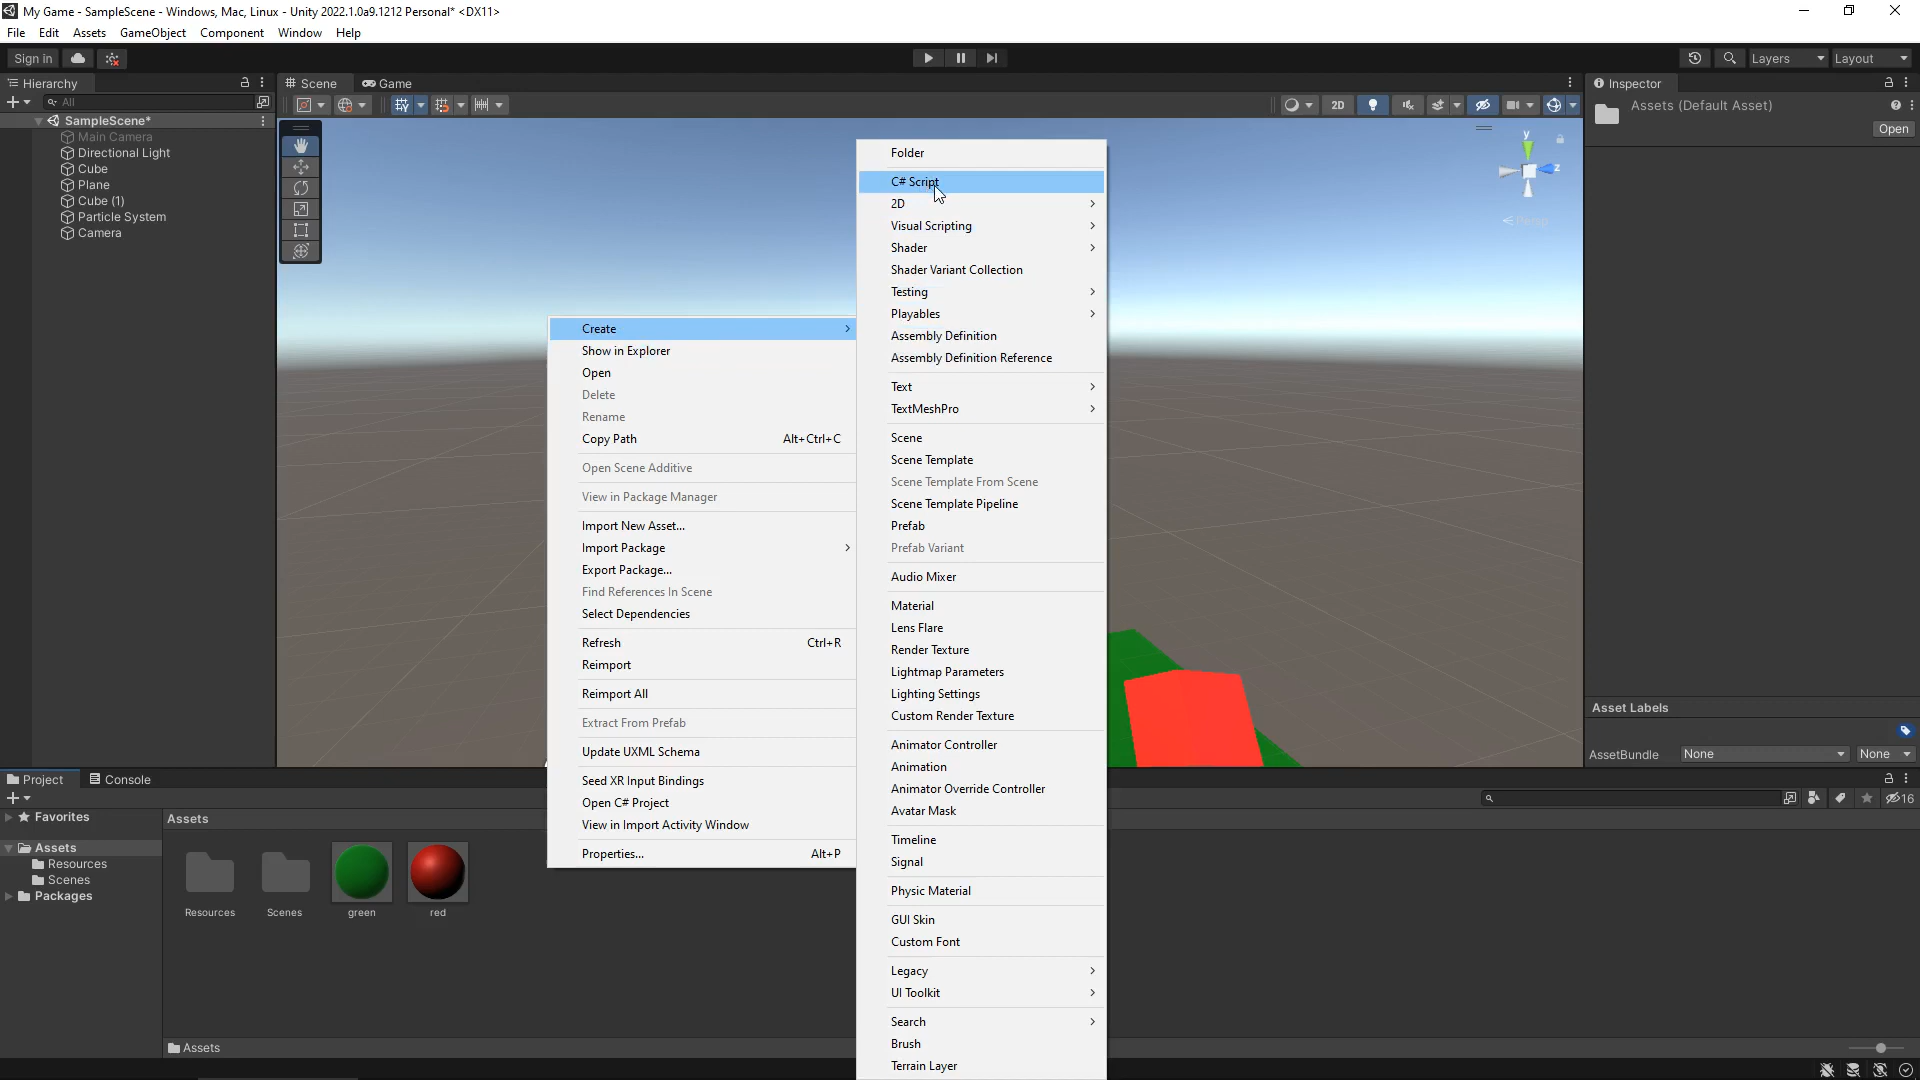 My Game - SampleScene - Windows, Mac, Linux - Unity 2022.1.0a9.1212 Personal* <DX11>
File Edit Assets GameObject Component Window Help
Sign in
Layers Layout
Hierarchy
All
SampleScene*
Main Camera
Directional Light
Cube
Plane
Cube (1)
Particle System
Camera
Scene Game
2D
y
z
Persp
Inspector
Assets (Default Asset)
Open
Asset Labels
AssetBundle None None
Create
Show in Explorer
Open
Delete
Rename
Copy Path Alt+Ctrl+C
Open Scene Additive
View in Package Manager
Import New Asset...
Import Package
Export Package...
Find References In Scene
Select Dependencies
Refresh Ctrl+R
Reimport
Reimport All
Extract From Prefab
Update UXML Schema
Seed XR Input Bindings
Open C# Project
View in Import Activity Window
Properties... Alt+P
Folder
C# Script
2D
Visual Scripting
Shader
Shader Variant Collection
Testing
Playables
Assembly Definition
Assembly Definition Reference
Text
TextMeshPro
Scene
Scene Template
Scene Template From Scene
Scene Template Pipeline
Prefab
Prefab Variant
Audio Mixer
Material
Lens Flare
Render Texture
Lightmap Parameters
Lighting Settings
Custom Render Texture
Animator Controller
Animation
Animator Override Controller
Avatar Mask
Timeline
Signal
Physic Material
GUI Skin
Custom Font
Legacy
UI Toolkit
Search
Brush
Terrain Layer
Project Console
16
Favorites
Assets
Resources
Scenes
Packages
Assets
Resources Scenes green red
Assets